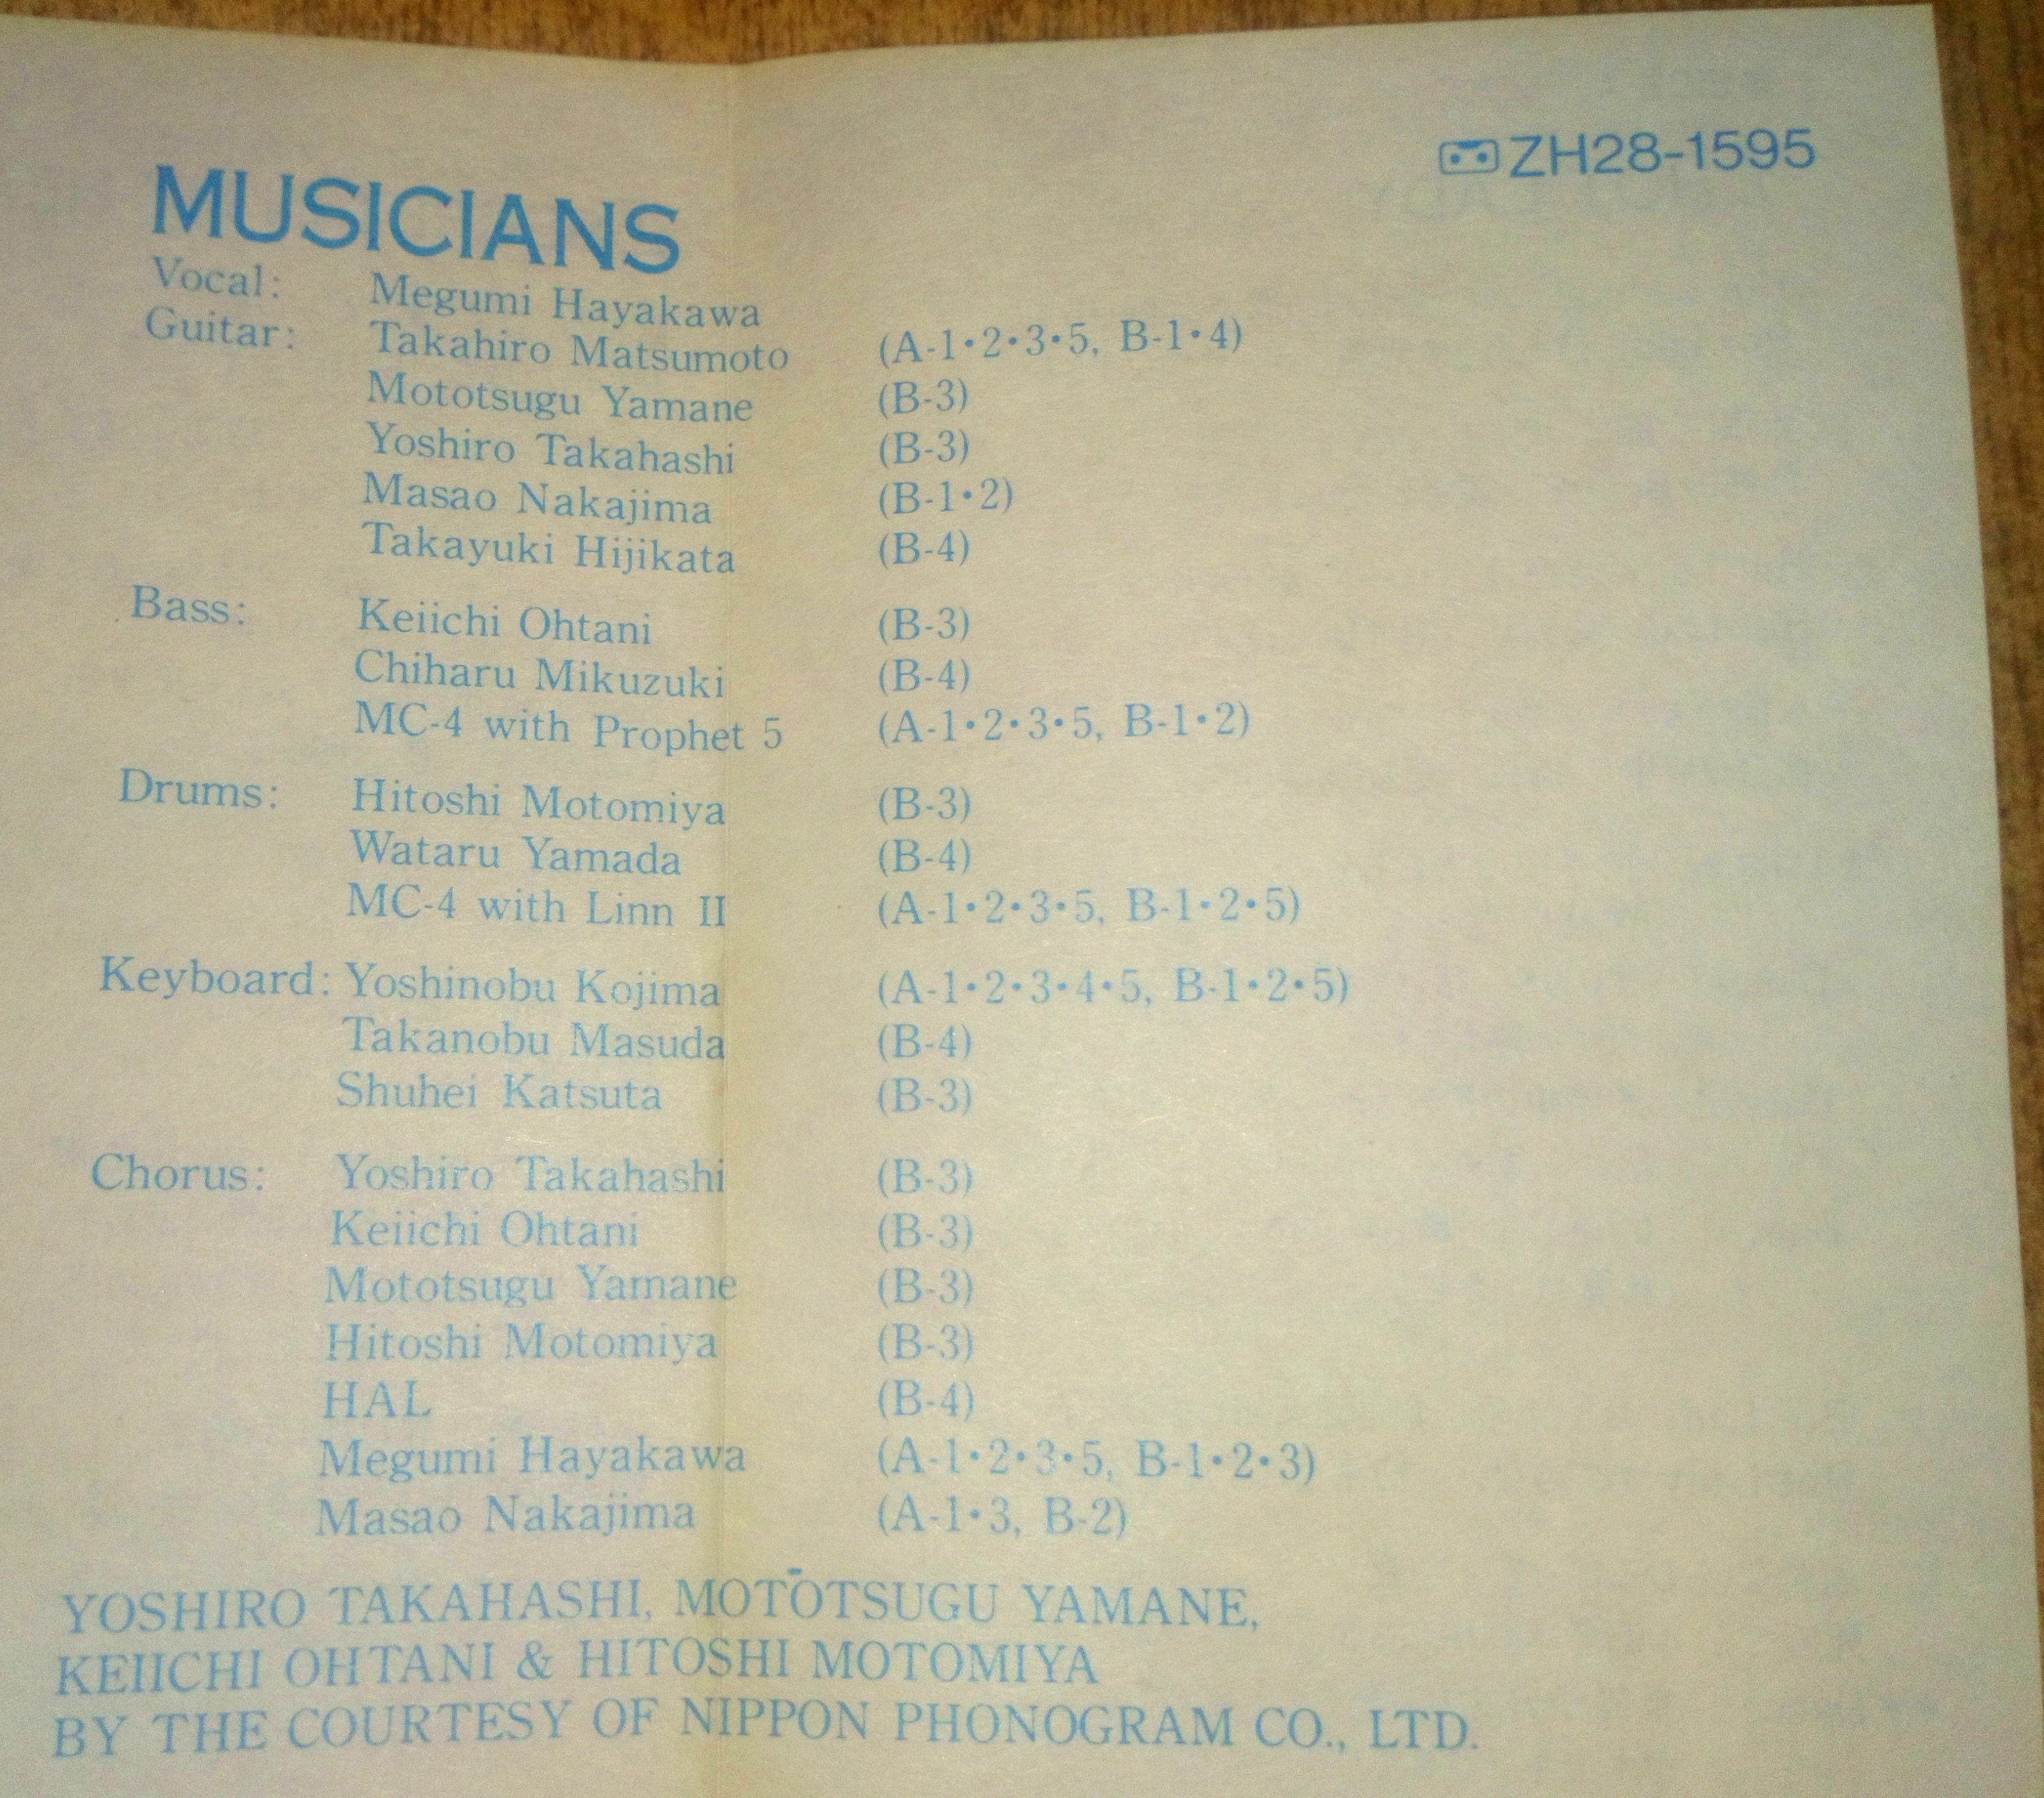 ZH28-1595
MUSICIANS
Vocal: Megumi Hayakawa
Guitar: Takahiro Matsumoto (A-1•2•3•5, B-1•4)
Mototsugu Yamane (B-3)
Yoshiro Takahashi (B-3)
Masao Nakajima (B-1•2)
Takayuki Hijikata (B-4)
Bass: Keiichi Ohtani (B-3)
Chiharu Mikuzuki (B-4)
MC-4 with Prophet 5 (A-1•2•3•5, B-1•2)
Drums: Hitoshi Motomiya (B-3)
Wataru Yamada (B-4)
MC-4 with Linn II (A-1•2•3•5, B-1•2•5)
Keyboard: Yoshinobu Kojima (A-1•2•3•4•5, B-1•2•5)
Takanobu Masuda (B-4)
Shuhei Katsuta (B-3)
Chorus: Yoshiro Takahashi (B-3)
Keiichi Ohtani (B-3)
Mototsugu Yamane (B-3)
Hitoshi Motomiya (B-3)
HAL (B-4)
Megumi Hayakawa (A-1•2•3•5, B-1•2•3)
Masao Nakajima (A-1•3, B-2)
YOSHIRO TAKAHASHI, MOTOTSUGU YAMANE,
KEIICHI OHTANI & HITOSHI MOTOMIYA
BY THE COURTESY OF NIPPON PHONOGRAM CO., LTD.